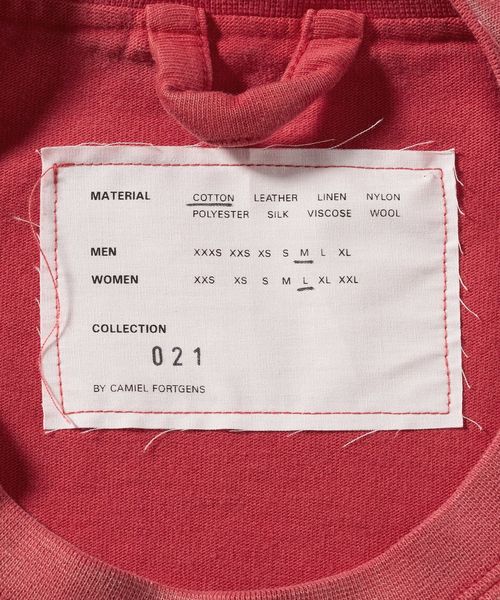 MATERIAL COTTON LEATHER LINEN NYLON
POLYESTER SILK VISCOSE WOOL
MEN XXXS XXS XS S M L XL
WOMEN XXS XS S M L XL XXL
COLLECTION
021
BY CAMIEL FORTGENS